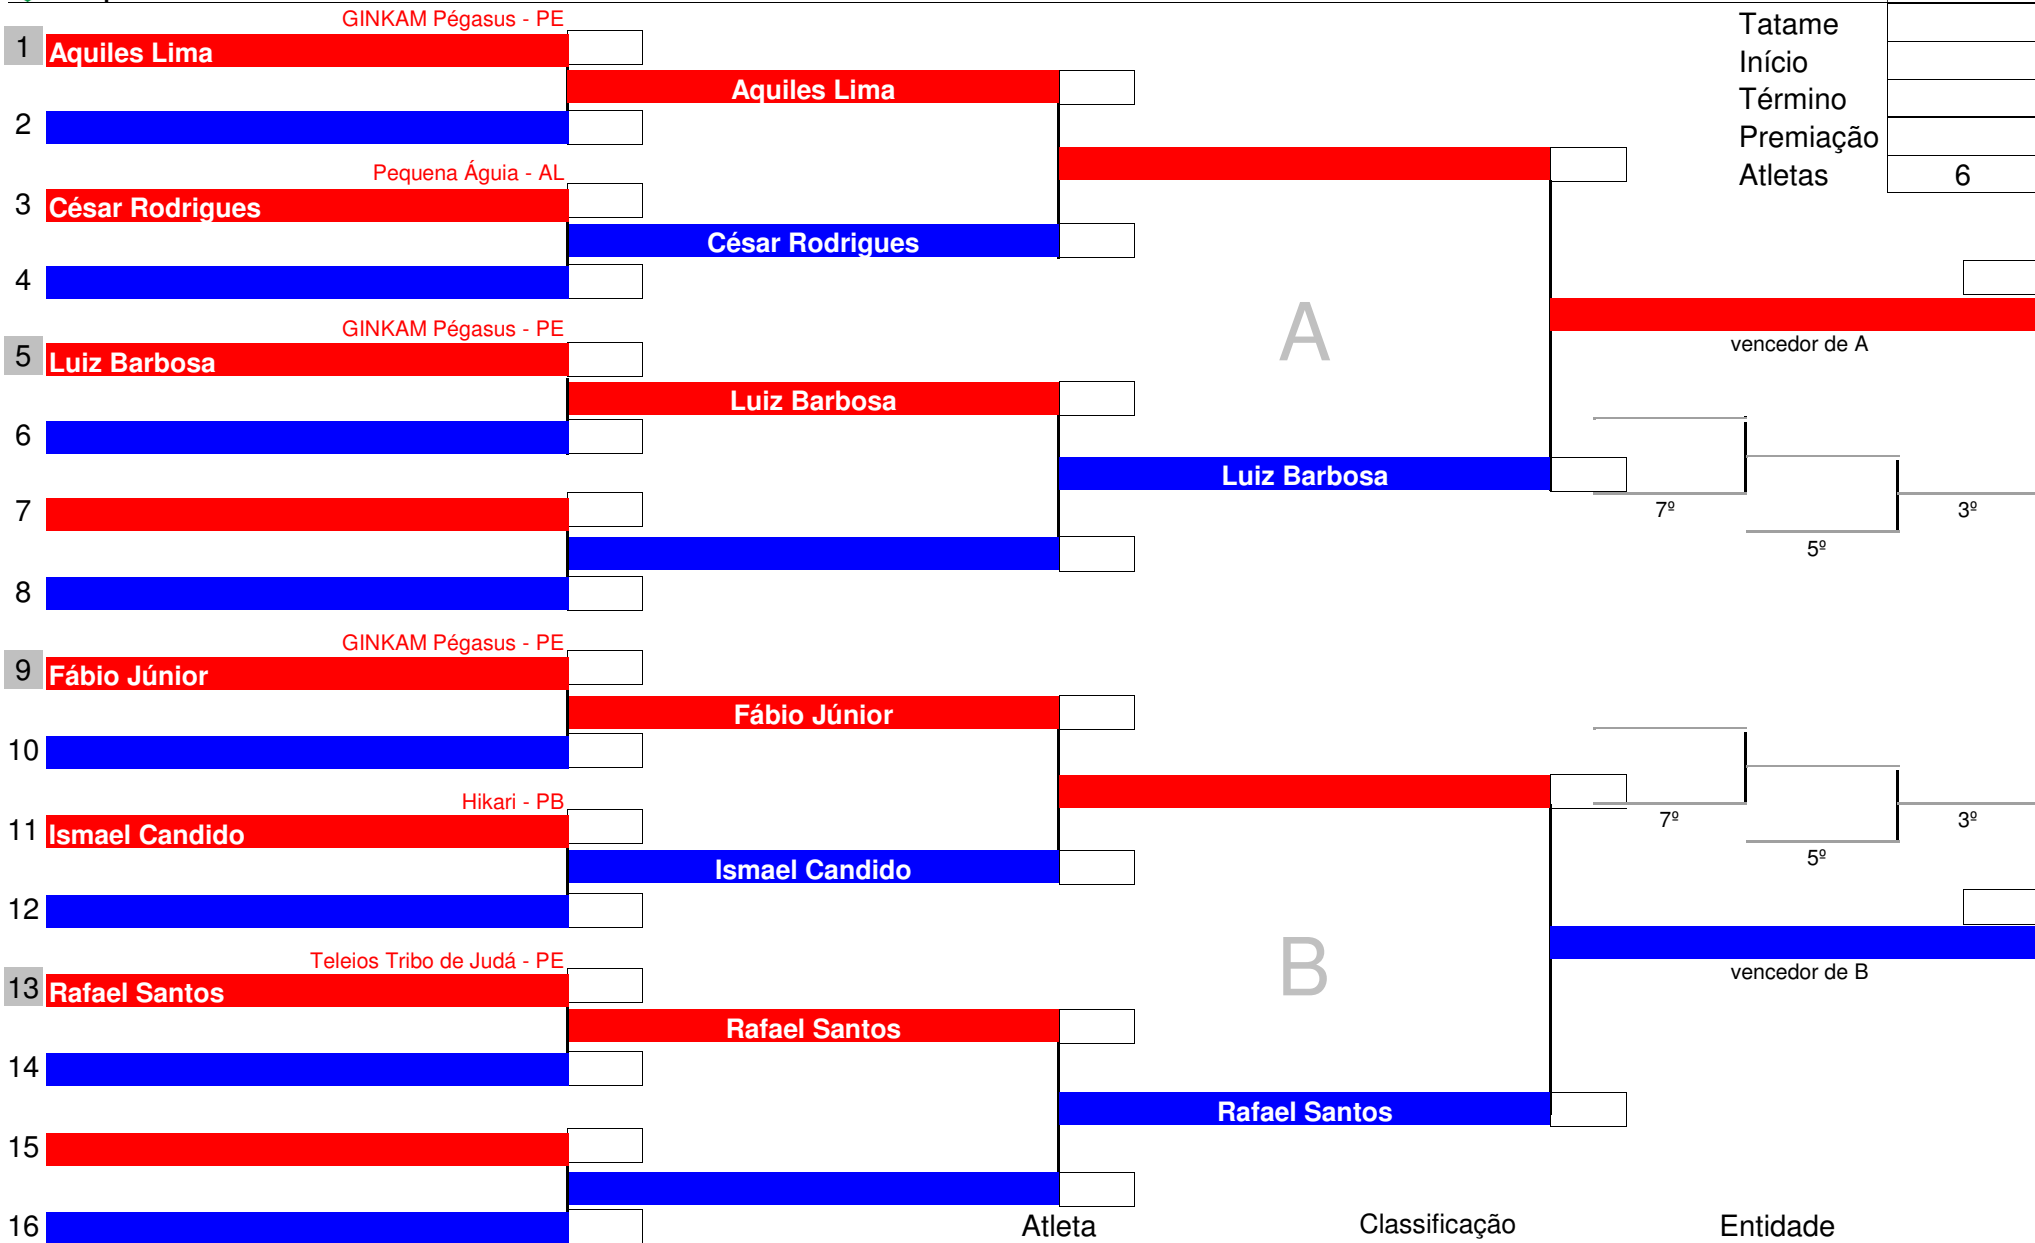 GINKAM Pégasus - PE
Tatame
1 Aquiles Lima
Início
Aquiles Lima
Término
2
Premiação
Pequena Águia - AL
Atletas 6
3 César Rodrigues
César Rodrigues
4
A
GINKAM Pégasus - PE
vencedor de A
5 Luiz Barbosa
Luiz Barbosa
6
Luiz Barbosa
7
7º
3º
5º
8
GINKAM Pégasus - PE
9 Fábio Júnior
Fábio Júnior
10
Hikari - PB
7º
3º
11 Ismael Candido
5º
Ismael Candido
12
B
Teleios Tribo de Judá - PE
vencedor de B
13 Rafael Santos
Rafael Santos
14
Rafael Santos
15
16
Atleta
Classificação
Entidade